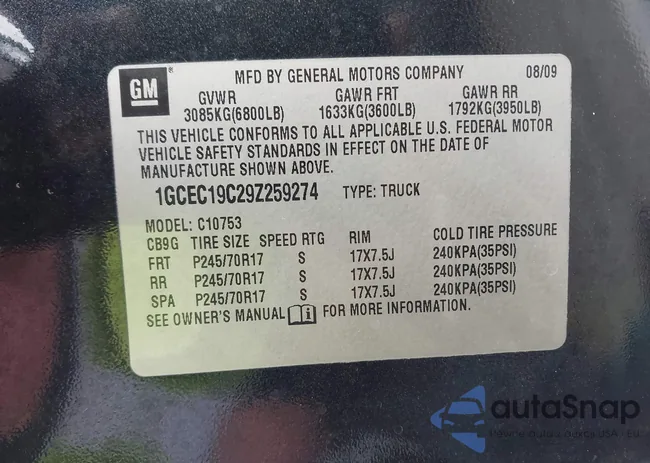 GM ® MFD BY GENERAL MOTORS COMPANY 08/09
GVWR GAWR FRT GAWR RR
3085KG(6800LB) 1633KG(3600LB) 1792KG(3950LB)
THIS VEHICLE CONFORMS TO ALL APPLICABLE U.S. FEDERAL MOTOR
VEHICLE SAFETY STANDARDS IN EFFECT ON THE DATE OF
MANUFACTURE SHOWN ABOVE.
1GCEC19C29Z259274 TYPE: TRUCK
MODEL: C10753
CB9G TIRE SIZE SPEED RTG RIM COLD TIRE PRESSURE
FRT P245/70R17 S 17X7.5J 240KPA(35PSI)
RR P245/70R17 S 17X7.5J 240KPA(35PSI)
SPA P245/70R17 S 17X7.5J 240KPA(35PSI)
SEE OWNER'S MANUAL FOR MORE INFORMATION.
autaSnap